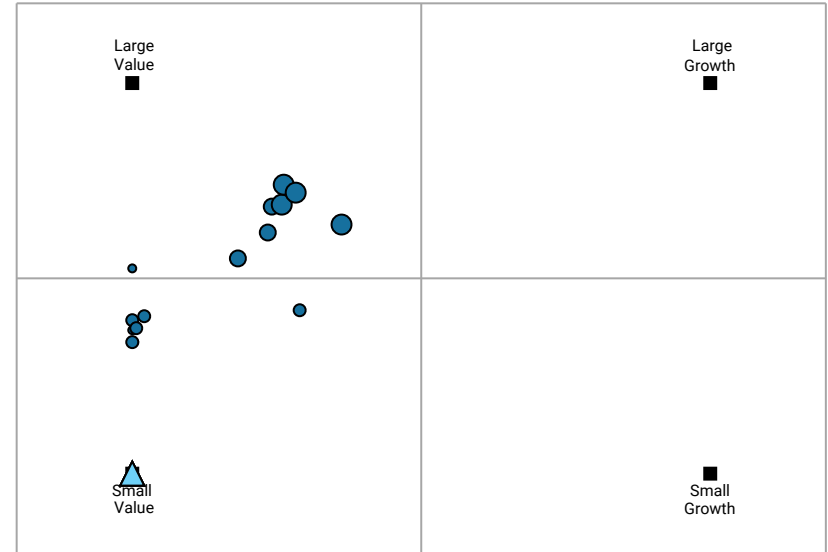 Large
Value
Large
Growth
Small
Value
Small
Growth